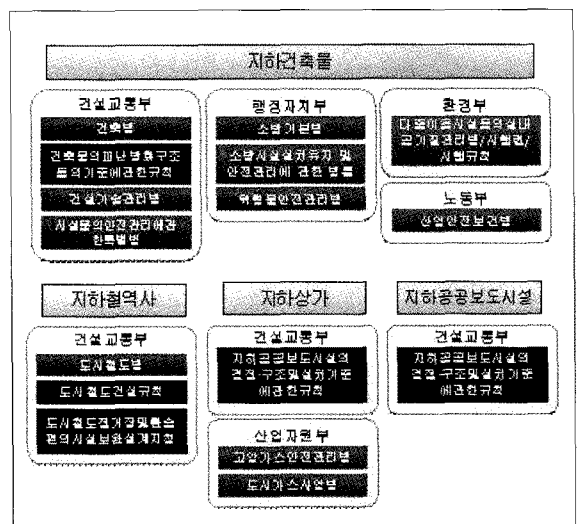 지하건축물
건설교통부
건축법
건축물의피난방화구조
등의기준에관한규칙
건설기술관리법
시설물의안전관리에관
한특별법
행정자치부
소방기본법
소방시설설치유지 및
안전관리에 관한 법률
위험물안전관리법
환경부
다중이용시설등의실내
공기질관리법/시행령/
시행규칙
노동부
산업안전보건법
지하철역사
건설교통부
도시철도법
도시철도건설규칙
도시철도정거장및환승
편의시설보완설계지침
지하상가
건설교통부
지하공공보도시설의
결정·구조및설치기준
에관한규칙
산업자원부
고압가스안전관리법
도시가스사업법
지하공공보도시설
건설교통부
지하공공보도시설의
결정·구조및설치기준
에관한규칙